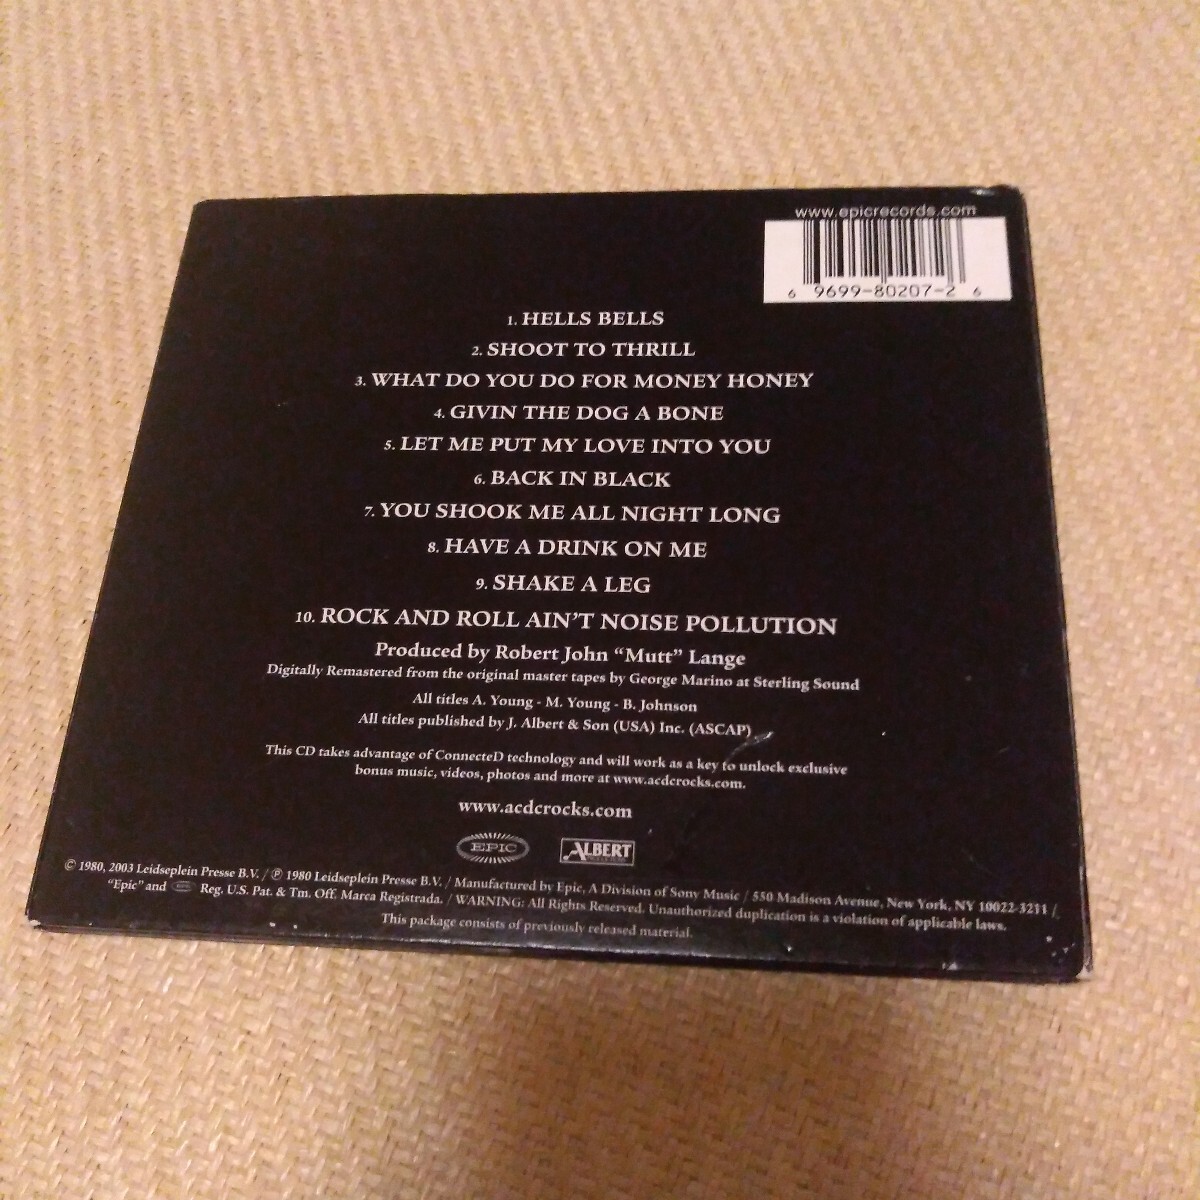 www.epicrecords.com
6 9699-80207-2 6
1. HELLS BELLS
2. SHOOT TO THRILL
3. WHAT DO YOU DO FOR MONEY HONEY
4. GIVIN THE DOG A BONE
5. LET ME PUT MY LOVE INTO YOU
6. BACK IN BLACK
7. YOU SHOOK ME ALL NIGHT LONG
8. HAVE A DRINK ON ME
9. SHAKE A LEG
10. ROCK AND ROLL AIN'T NOISE POLLUTION
Produced by Robert John “Mutt” Lange
Digitally Remastered from the original master tapes by George Marino at Sterling Sound
All titles A. Young - M. Young - B. Johnson
All titles published by J. Albert & Son (USA) Inc. (ASCAP)
This CD takes advantage of ConnecteD technology and will work as a key to unlock exclusive
bonus music, videos, photos and more at www.acdcrocks.com.
www.acdcrocks.com
EPIC ALBERT
© 1980, 2003 Leidseplein Presse B.V. / ℗ 1980 Leidseplein Presse B.V. / Manufactured by Epic, A Division of Sony Music / 550 Madison Avenue, New York, NY 10022-3211 /
“Epic” and Reg. U.S. Pat. & Tm. Off. Marca Registrada. / WARNING: All Rights Reserved. Unauthorized duplication is a violation of applicable laws.
This package consists of previously released material.